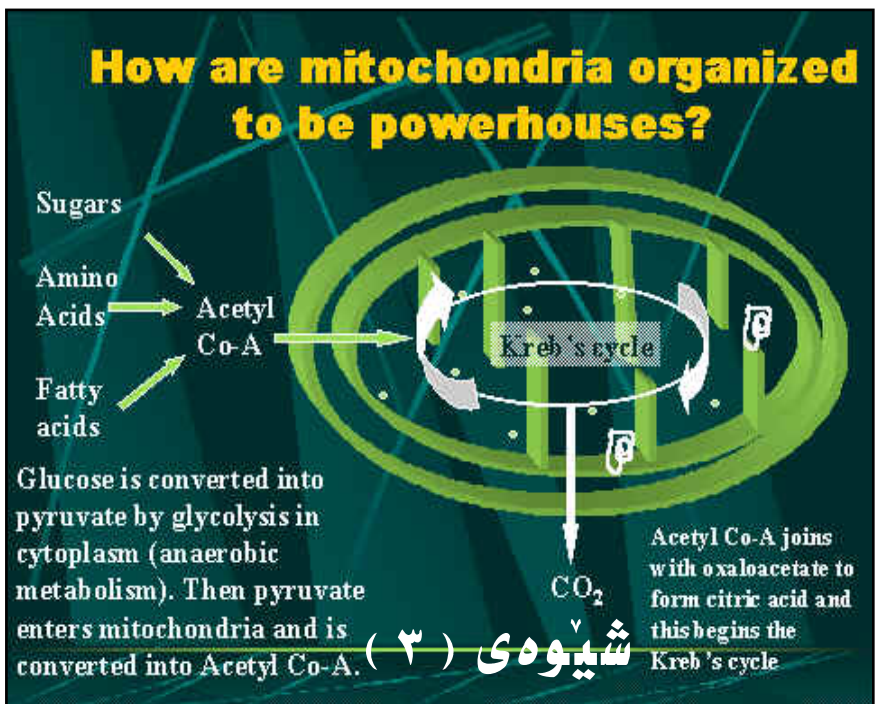 How are mitochondria organized
to be powerhouses?
Sugars
Amino
Acids
Fatty
acids
Acetyl
Co-A
Kreb's cycle
CO₂
Glucose is converted into
pyruvate by glycolysis in
cytoplasm (anaerobic
metabolism). Then pyruvate
enters mitochondria and is
converted into Acetyl Co-A.
Acetyl Co-A joins
with oxaloacetate to
form citric acid and
this begins the
Kreb's cycle
شێوەی ( ٣ )